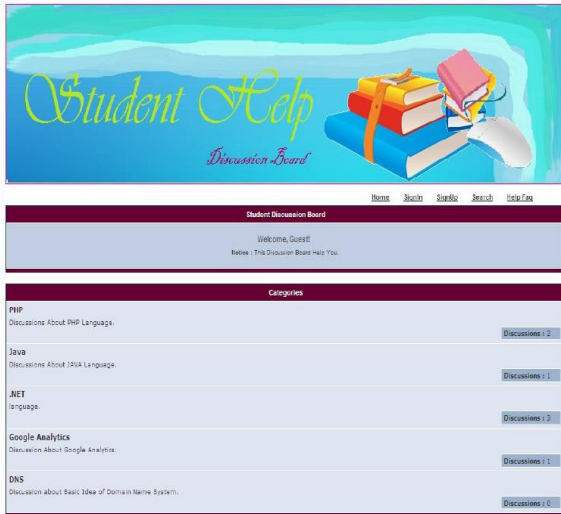 Student Help
Discussion Board
Home SignIn SignUp Search Help Faq
Student Discussion Board
Welcome, Guest!
Notice : This Discussion Board Help You.
Categories
PHP
Discussions About PHP Language.
Discussions : 2
Java
Discussions About JAVA Language.
Discussions : 1
.NET
language.
Discussions : 3
Google Analytics
Discussion About Google Analytics.
Discussions : 1
DNS
Discussion about Basic Idea of Domain Name System.
Discussions : 0